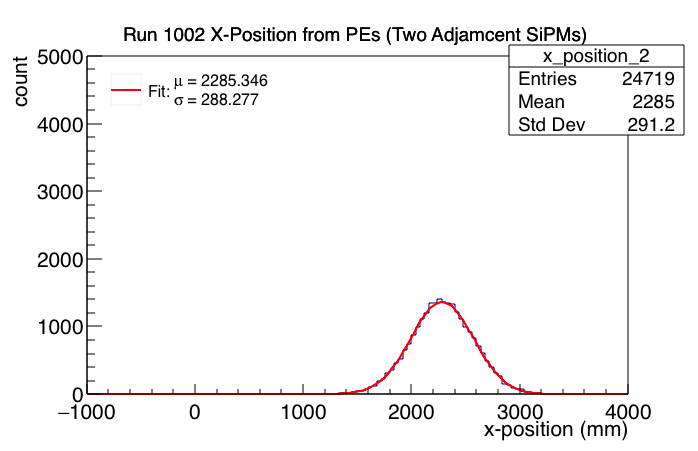 Run 1002 X-Position from PEs (Two Adjamcent SiPMs)
x_position_2
Entries 24719
Mean 2285
Std Dev 291.2
Fit: μ = 2285.346
σ = 288.277
count
5000
4000
3000
2000
1000
0
−1000 0 1000 2000 3000 4000
x-position (mm)